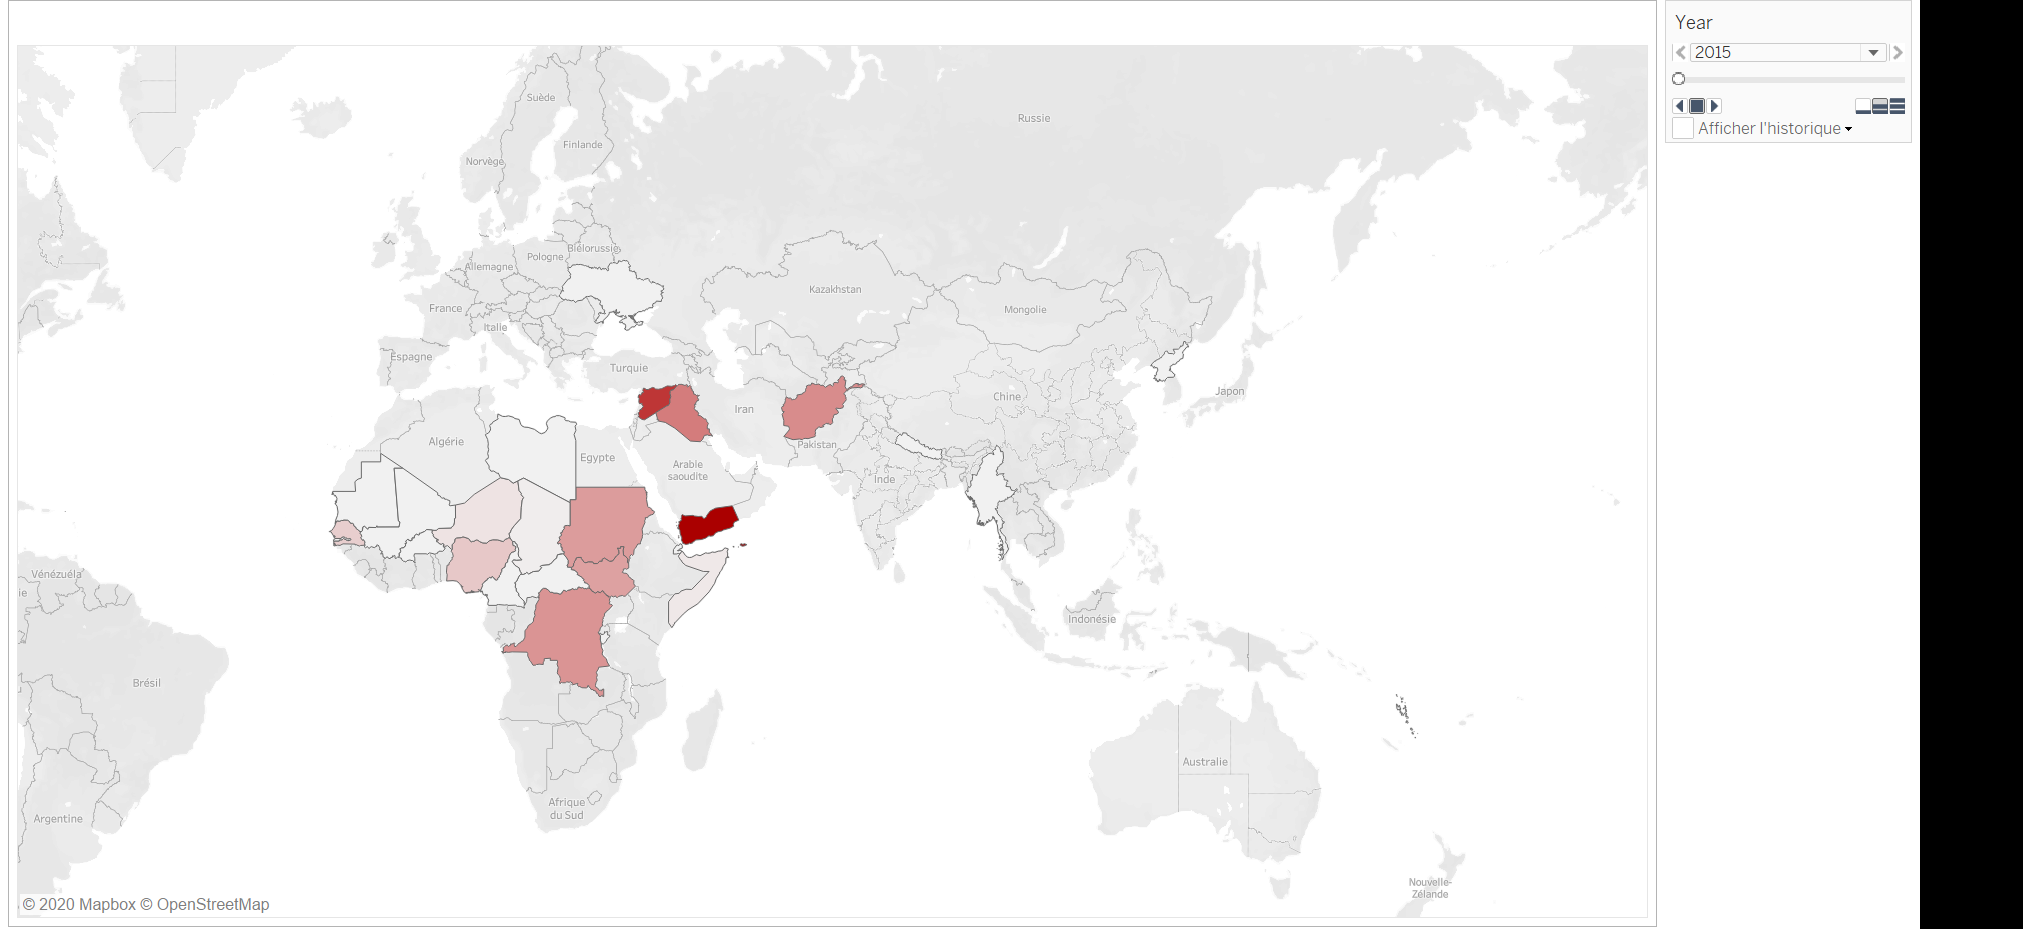 Year
2015
Afficher l'historique
Suède
Russie
Finlande
Norvège
Biélorussie
Pologne
Allemagne
Kazakhstan
France
Mongolie
Italie
Espagne
Turquie
Japon
Chine
Iran
Algérie
Pakistan
Egypte
Arabie
saoudite
Inde
Vénézuéla
ie
Indonésie
Brésil
Australie
Afrique
du Sud
Argentine
Nouvelle-
Zélande
© 2020 Mapbox © OpenStreetMap